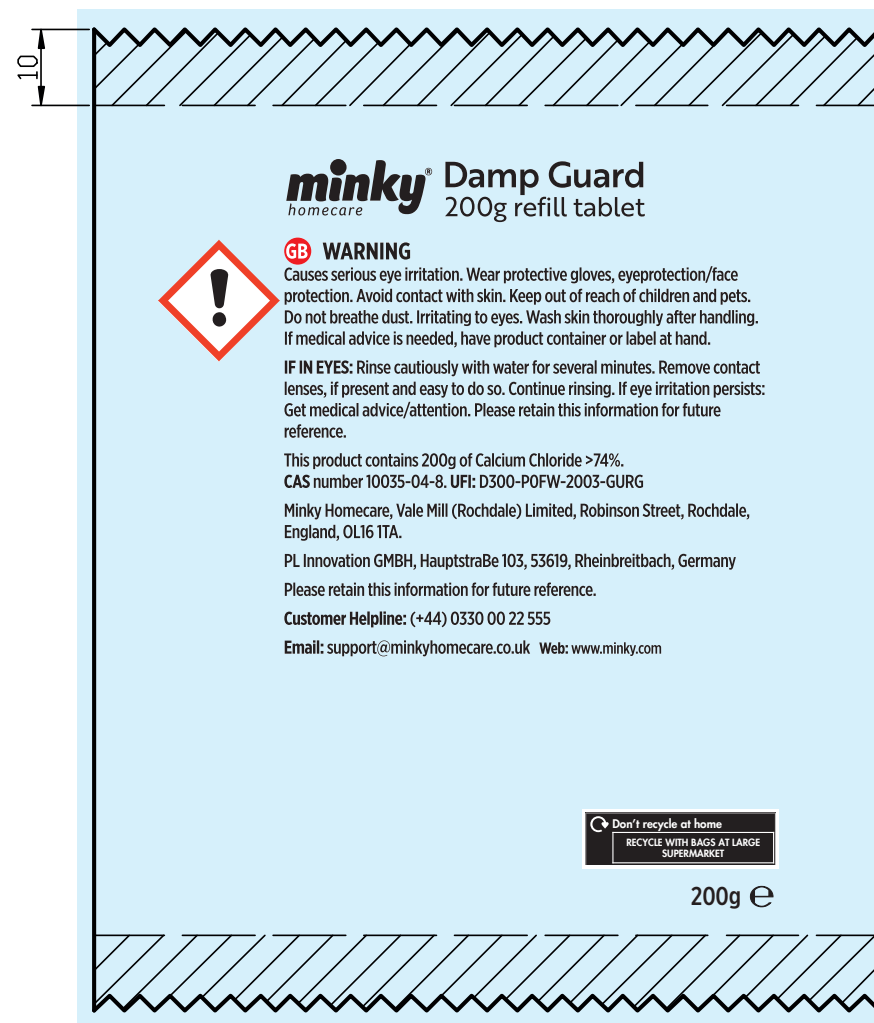 10
minky® Damp Guard
homecare 200g refill tablet
GB WARNING
Causes serious eye irritation. Wear protective gloves, eyeprotection/face
protection. Avoid contact with skin. Keep out of reach of children and pets.
Do not breathe dust. Irritating to eyes. Wash skin thoroughly after handling.
If medical advice is needed, have product container or label at hand.
IF IN EYES: Rinse cautiously with water for several minutes. Remove contact
lenses, if present and easy to do so. Continue rinsing. If eye irritation persists:
Get medical advice/attention. Please retain this information for future
reference.
This product contains 200g of Calcium Chloride >74%.
CAS number 10035-04-8. UFI: D300-P0FW-2003-GURG
Minky Homecare, Vale Mill (Rochdale) Limited, Robinson Street, Rochdale,
England, OL16 1TA.
PL Innovation GMBH, HauptstraBe 103, 53619, Rheinbreitbach, Germany
Please retain this information for future reference.
Customer Helpline: (+44) 0330 00 22 555
Email: support@minkyhomecare.co.uk Web: www.minky.com
Don't recycle at home
RECYCLE WITH BAGS AT LARGE
SUPERMARKET
200g ℮